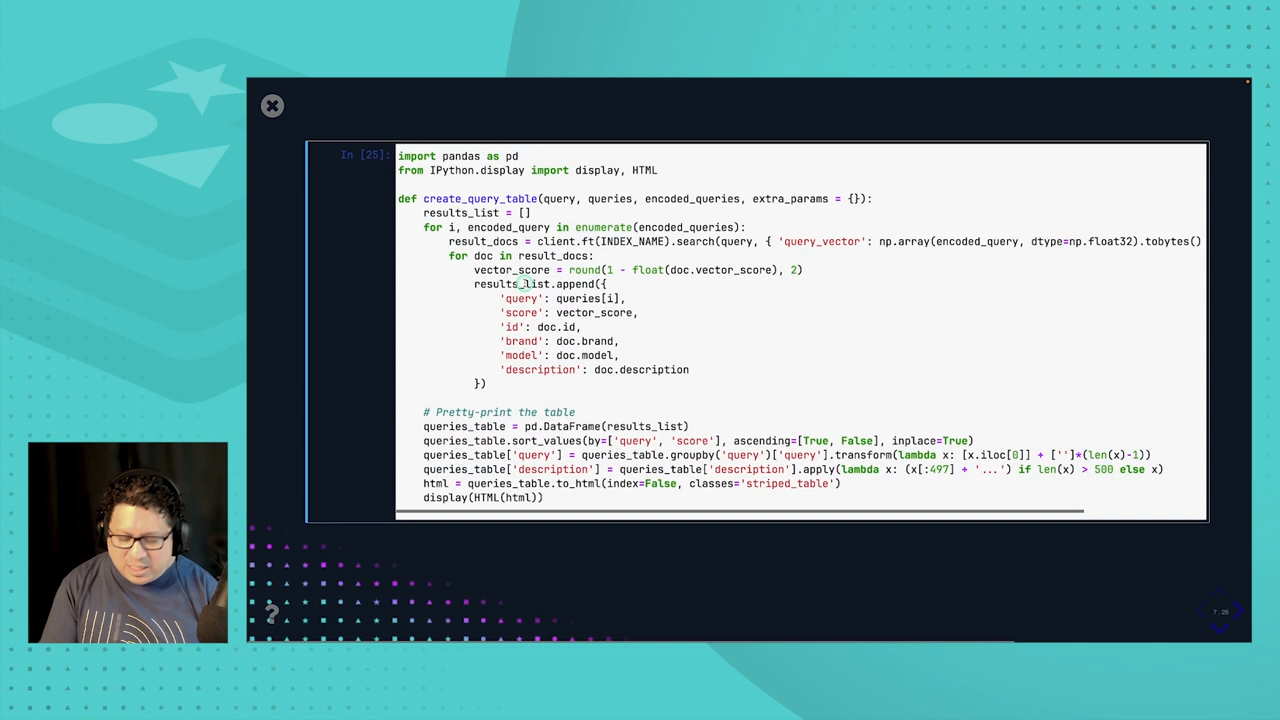 In [25]:
import pandas as pd
from IPython.display import display, HTML
def create_query_table(query, queries, encoded_queries, extra_params = {}):
    results_list = []
    for i, encoded_query in enumerate(encoded_queries):
        result_docs = client.ft(INDEX_NAME).search(query, { 'query_vector': np.array(encoded_query, dtype=np.float32).tobytes()
        for doc in result_docs:
            vector_score = round(1 - float(doc.vector_score), 2)
            results_list.append({
                'query': queries[i],
                'score': vector_score,
                'id': doc.id,
                'brand': doc.brand,
                'model': doc.model,
                'description': doc.description
            })
    # Pretty-print the table
    queries_table = pd.DataFrame(results_list)
    queries_table.sort_values(by=['query', 'score'], ascending=[True, False], inplace=True)
    queries_table['query'] = queries_table.groupby('query')['query'].transform(lambda x: [x.iloc[0]] + ['']*(len(x)-1))
    queries_table['description'] = queries_table['description'].apply(lambda x: (x[:497] + '...') if len(x) > 500 else x)
    html = queries_table.to_html(index=False, classes='striped_table')
    display(HTML(html))
?
7.26